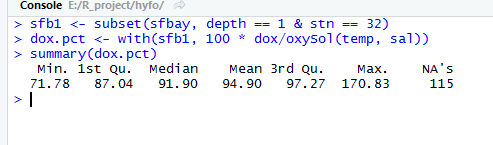 Console E:/R_project/hyfo/
> sfb1 <- subset(sfbay, depth == 1 & stn == 32)
> dox.pct <- with(sfb1, 100 * dox/oxySol(temp, sal))
> summary(dox.pct)
Min. 1st Qu. Median Mean 3rd Qu. Max. NA's
71.78 87.04 91.90 94.90 97.27 170.83 115
>